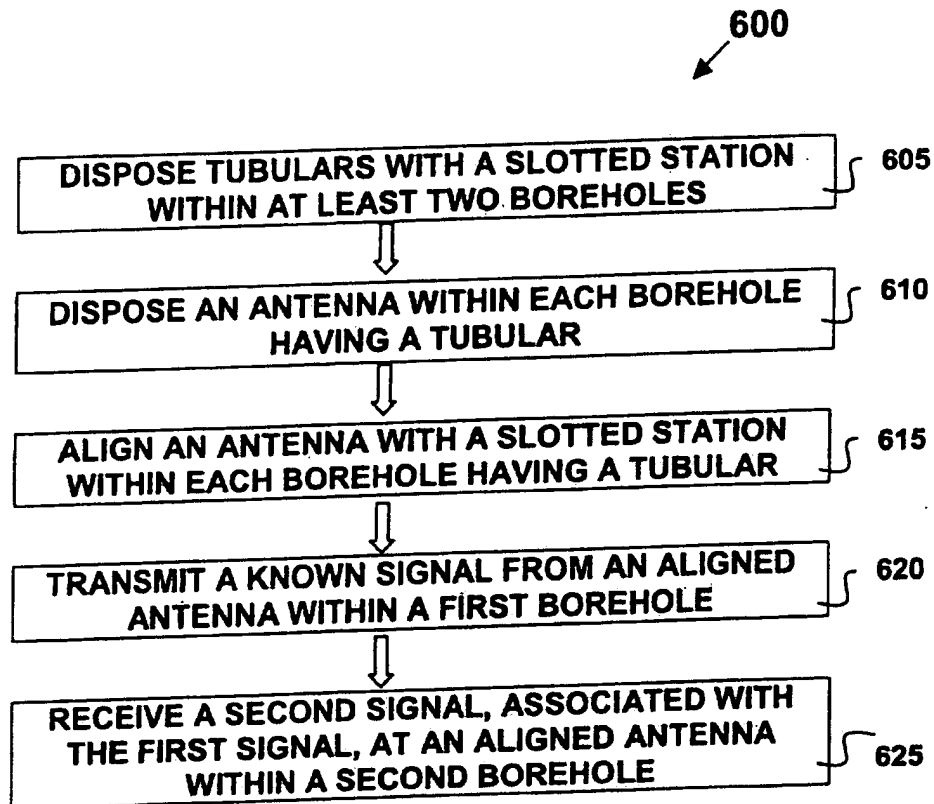 600
DISPOSE TUBULARS WITH A SLOTTED STATION
WITHIN AT LEAST TWO BOREHOLES
605
DISPOSE AN ANTENNA WITHIN EACH BOREHOLE
HAVING A TUBULAR
610
ALIGN AN ANTENNA WITH A SLOTTED STATION
WITHIN EACH BOREHOLE HAVING A TUBULAR
615
TRANSMIT A KNOWN SIGNAL FROM AN ALIGNED
ANTENNA WITHIN A FIRST BOREHOLE
620
RECEIVE A SECOND SIGNAL, ASSOCIATED WITH
THE FIRST SIGNAL, AT AN ALIGNED ANTENNA
WITHIN A SECOND BOREHOLE
625